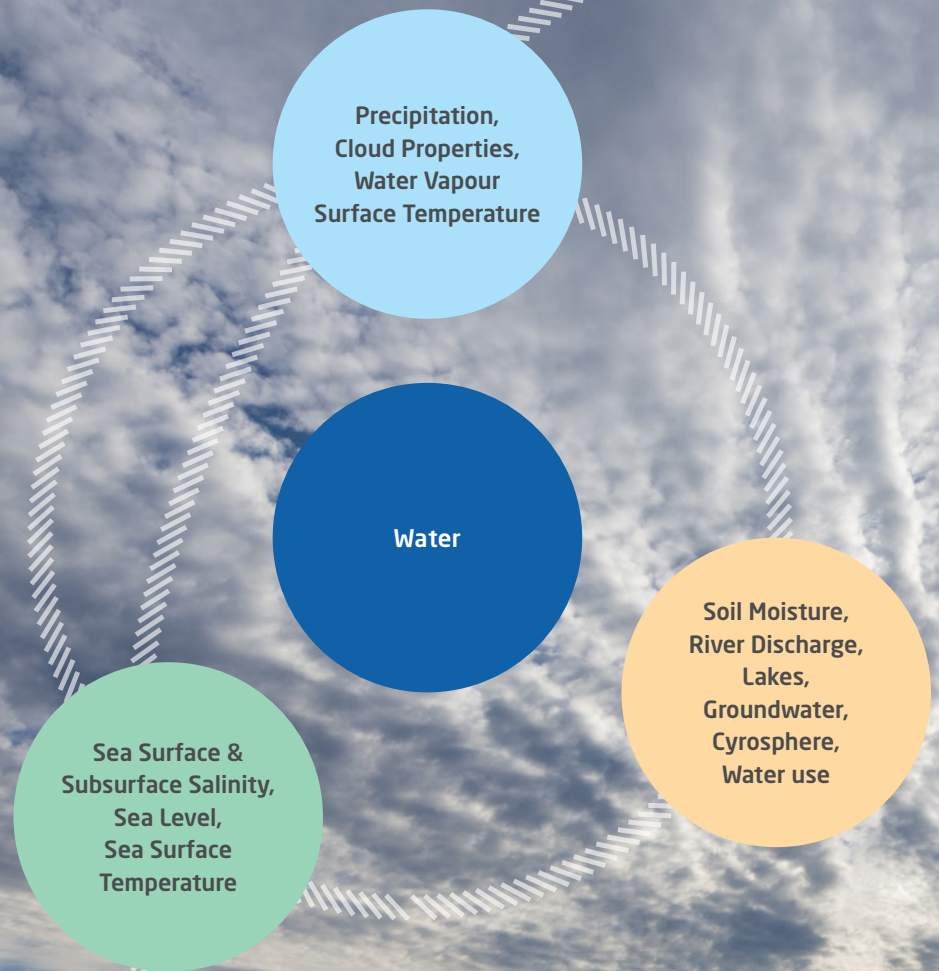 Precipitation,
Cloud Properties,
Water Vapour
Surface Temperature
Water
Soil Moisture,
River Discharge,
Lakes,
Groundwater,
Cyrosphere,
Water use
Sea Surface &
Subsurface Salinity,
Sea Level,
Sea Surface
Temperature